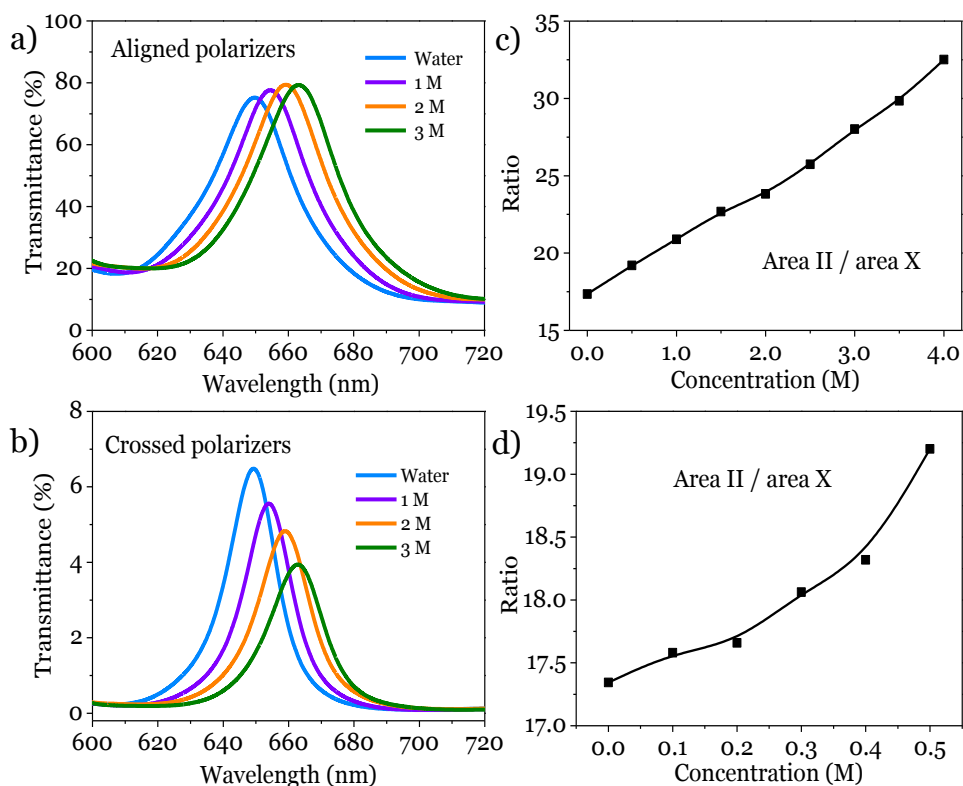 a)
Aligned polarizers
Water
1 M
2 M
3 M
Transmittance (%)
100
80
60
40
20
0
600 620 640 660 680 700 720
Wavelength (nm)
c)
Ratio
35
30
25
20
15
Area II / area X
0.0 1.0 2.0 3.0 4.0
Concentration (M)
b)
Crossed polarizers
Water
1 M
2 M
3 M
Transmittance (%)
8
6
4
2
0
600 620 640 660 680 700 720
Wavelength (nm)
d)
Area II / area X
Ratio
19.5
19.0
18.5
18.0
17.5
17.0
0.0 0.1 0.2 0.3 0.4 0.5
Concentration (M)